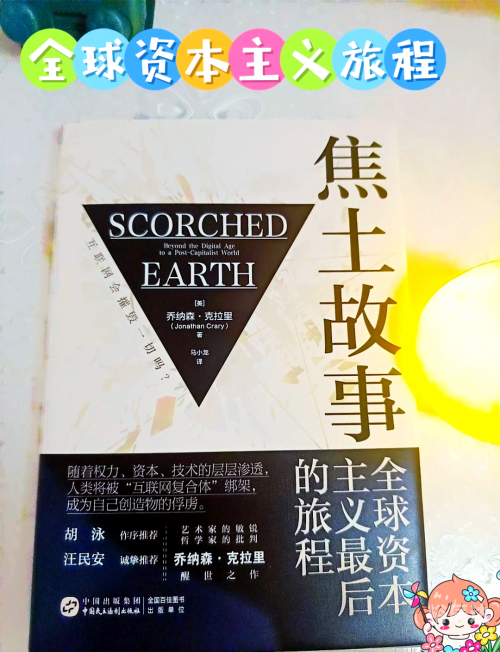 全球资本主义旅程
焦土故事
全球资本
主义最后
的旅程
SCORCHED
Beyond the Digital Age
to a Post-Capitalist World
EARTH
互联网会摧毁一切吗？
[美]
乔纳森·克拉里
(Jonathan Crary)
著
马小龙
译
随着权力、资本、技术的层层渗透，
人类将被“互联网复合体”绑架，
成为自己创造物的俘虏。
胡泳 作序推荐
汪民安 诚挚推荐
艺术家的敏锐
哲学家的批判
乔纳森·克拉里
醒世之作
中国出版集团
中国民主法制出版社
全国百佳图书
出版单位